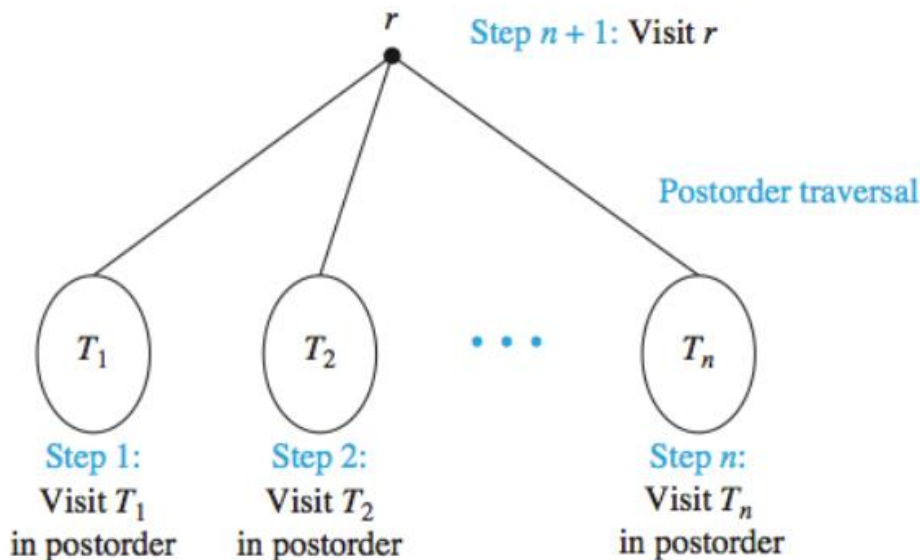 r
Step n + 1: Visit r
Postorder traversal
T₁
T₂
• • •
Tₙ
Step 1:
Visit T₁
in postorder
Step 2:
Visit T₂
in postorder
Step n:
Visit Tₙ
in postorder